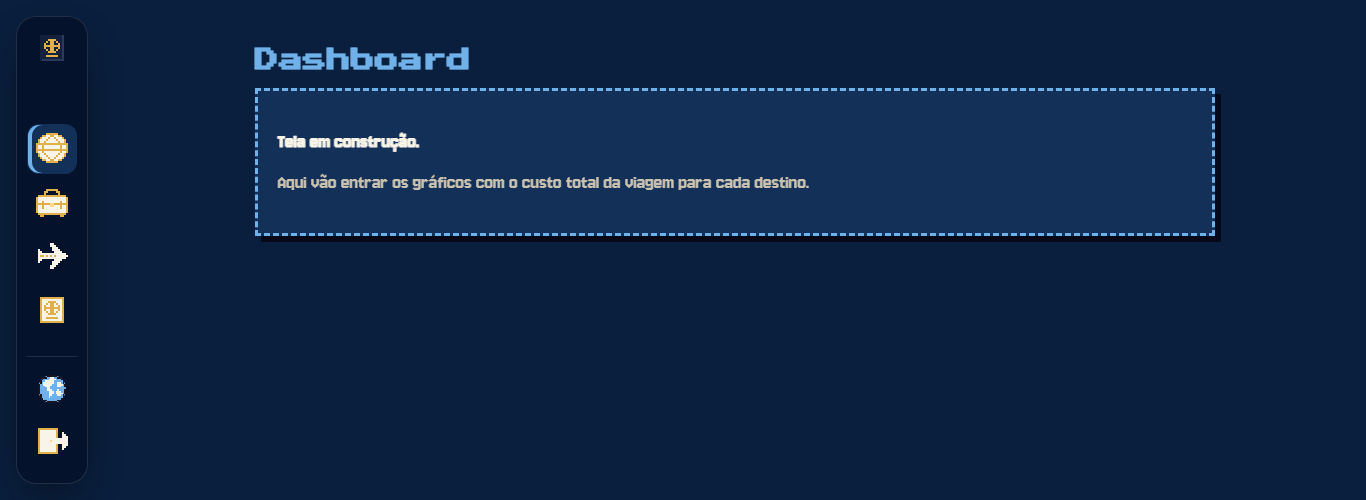 Dashboard
Tela em construção.
Aqui vão entrar os gráficos com o custo total da viagem para cada destino.